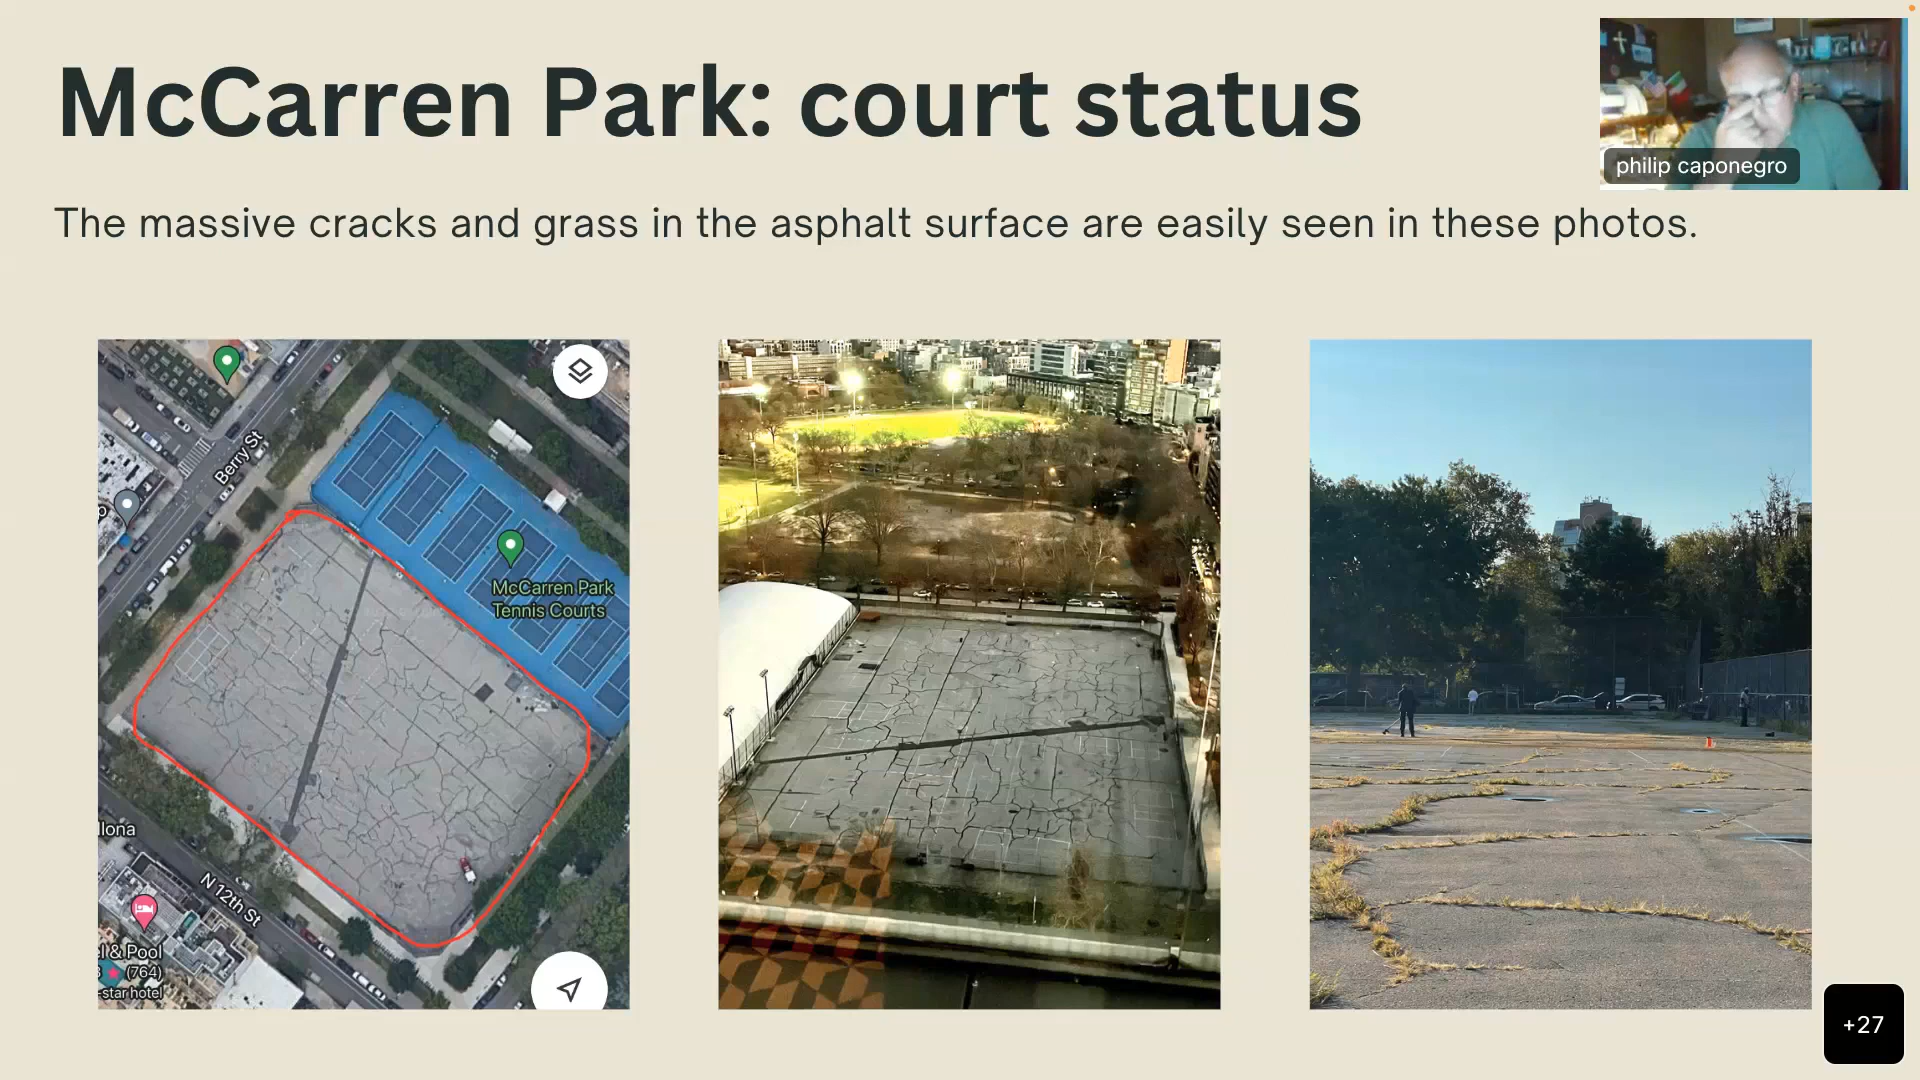 McCarren Park: court status
philip caponegro
The massive cracks and grass in the asphalt surface are easily seen in these photos.
Berry St
p
McCarren Park
Tennis Courts
llona
N 12th St
l & Pool
(764)
-star hotel
+27